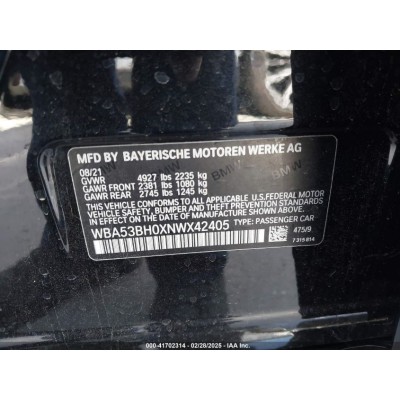 MFD BY BAYERISCHE MOTOREN WERKE AG
08/21
GVWR 4927 lbs 2235 kg
GAWR FRONT 2381 lbs 1080 kg
GAWR REAR 2745 lbs 1245 kg
THIS VEHICLE CONFORMS TO ALL APPLICABLE U.S.FEDERAL MOTOR
VEHICLE SAFETY, BUMPER, AND THEFT PREVENTION STANDARDS IN
EFFECT ON THE DATE OF MANUFACTURE SHOWN ABOVE.
WBA53BH0XNWX42405 TYPE: PASSENGER CAR
475/9
7 319 814
000-41702314 - 02/28/2025 - IAA Inc.